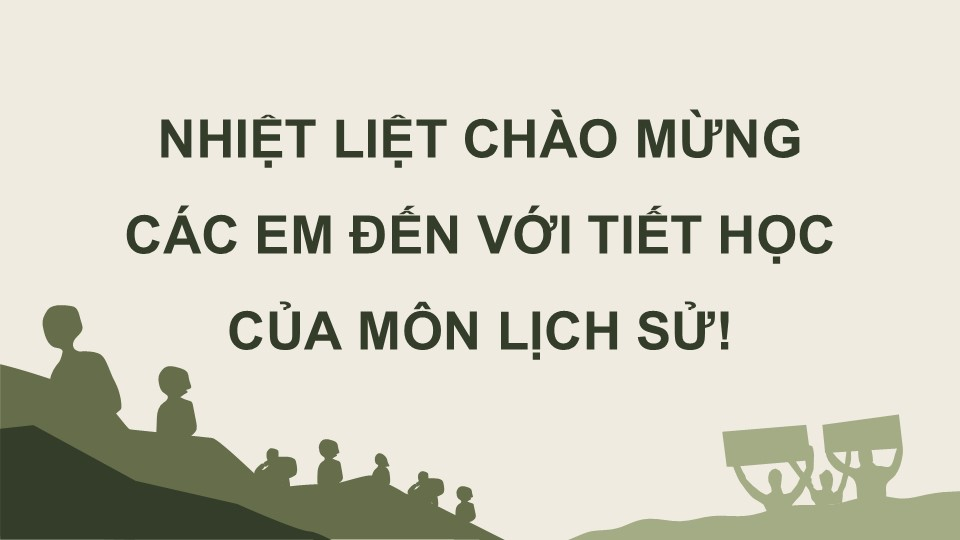 NHIỆT LIỆT CHÀO MỪNG
CÁC EM ĐẾN VỚI TIẾT HỌC
CỦA MÔN LỊCH SỬ!